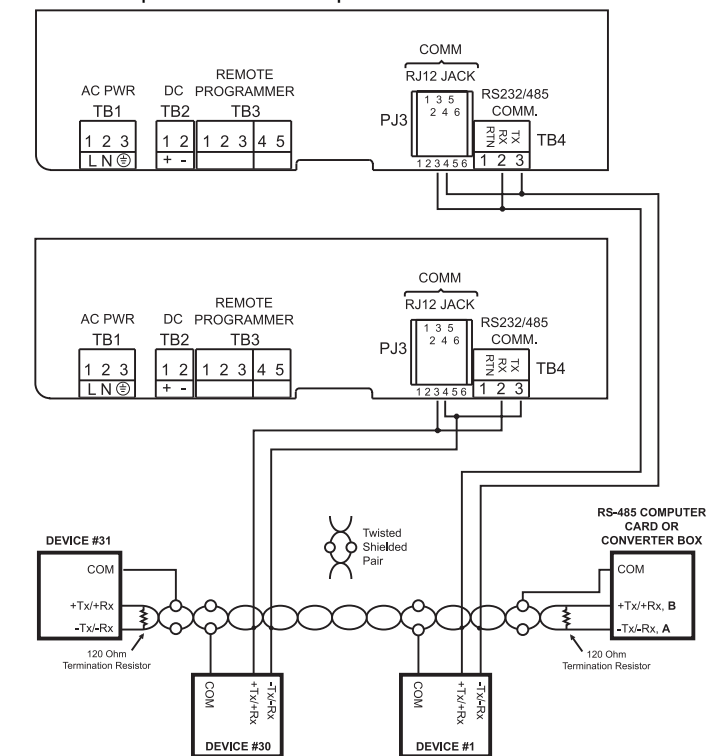 COMM
RJ12 JACK
REMOTE
AC PWR DC PROGRAMMER RS232/485
TB1 TB2 TB3 COMM.
PJ3
1 3 5
2 4 6
1 2 3 1 2 1 2 3 4 5 RTN RX TX TB4
L N + - 1 2 3 4 5 6 1 2 3
COMM
RJ12 JACK
REMOTE
AC PWR DC PROGRAMMER RS232/485
TB1 TB2 TB3 COMM.
PJ3
1 3 5
2 4 6
1 2 3 1 2 1 2 3 4 5 RTN RX TX TB4
L N + - 1 2 3 4 5 6 1 2 3
Twisted
Shielded
Pair
RS-485 COMPUTER
CARD OR
CONVERTER BOX
DEVICE #31
COM
+Tx/+Rx
-Tx/-Rx
120 Ohm
Termination Resistor
COM
+Tx/+Rx, B
-Tx/-Rx, A
120 Ohm
Termination Resistor
COM
+Tx/+Rx
-Tx/-Rx
DEVICE #30
COM
+Tx/+Rx
-Tx/-Rx
DEVICE #1